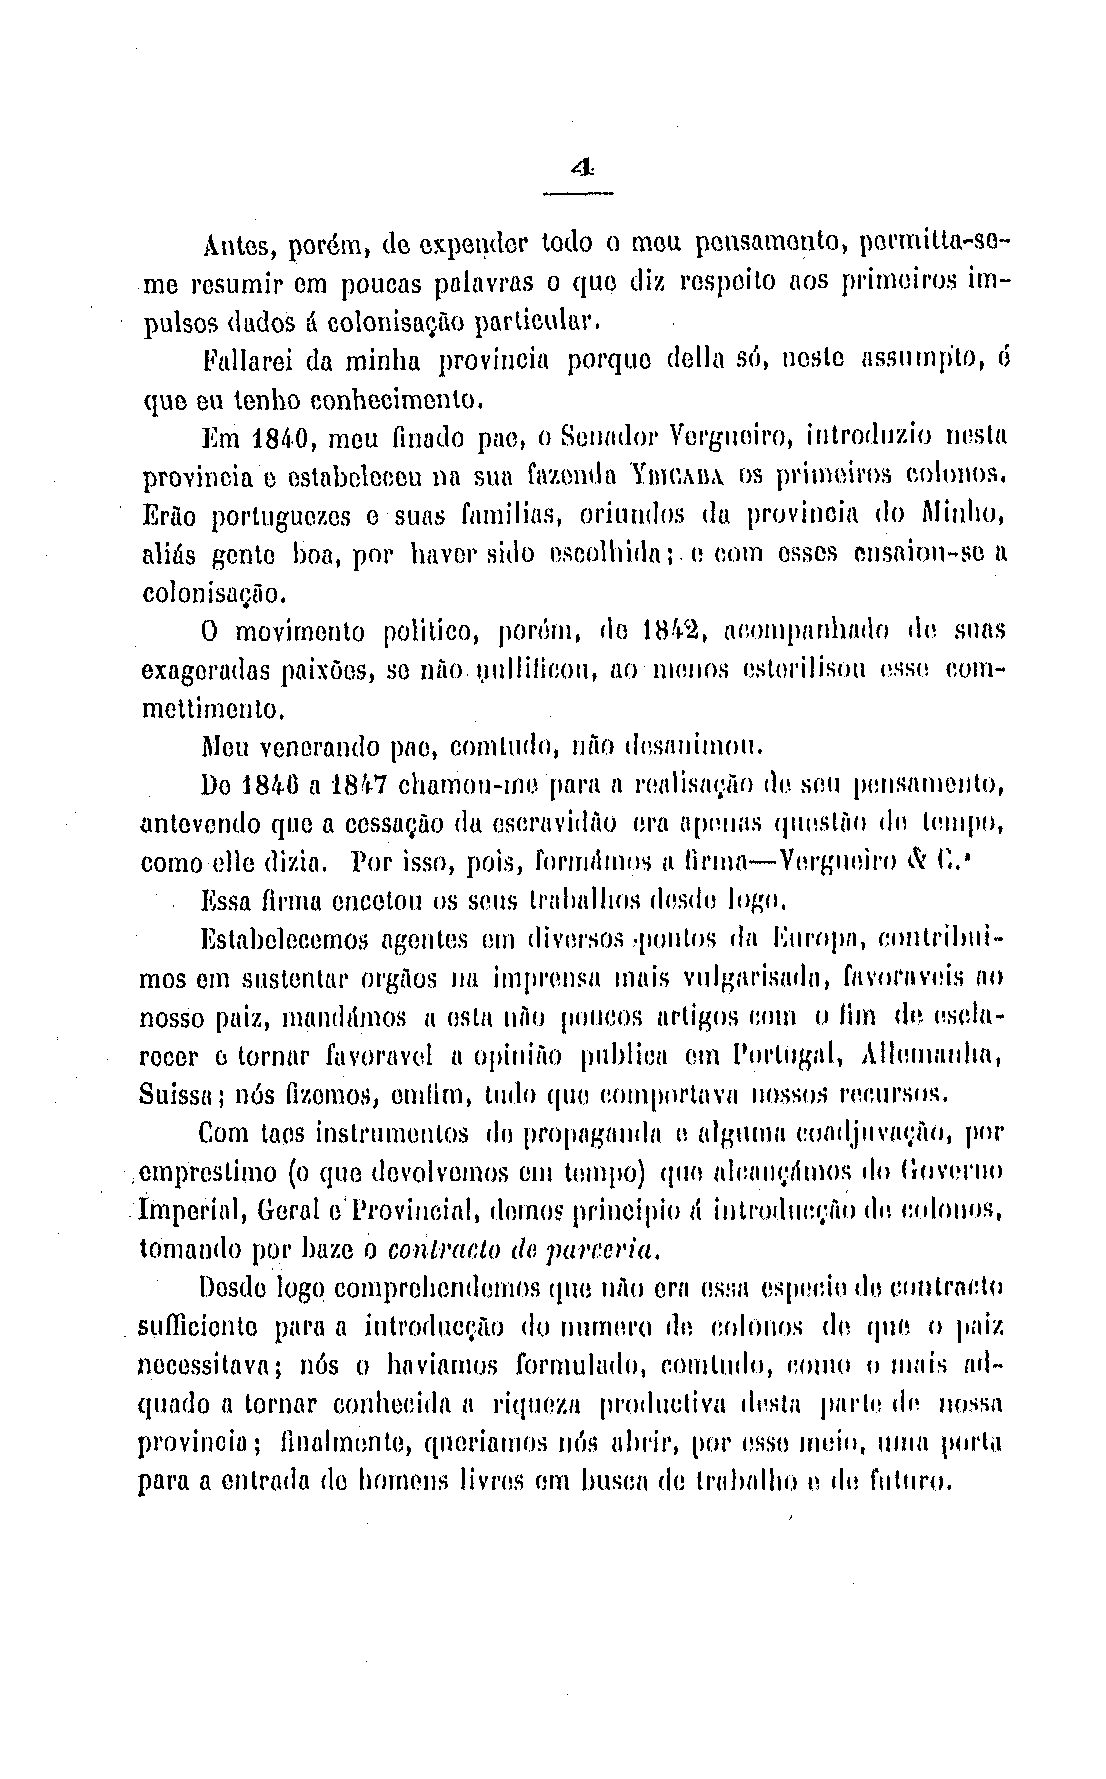 4
Antes, porém, de expender todo o meu pensamento, permitta-se-
me resumir em poucas palavras o que diz respeito aos primeiros im-
pulsos dados á colonisação particular.
Fallarei da minha provincia porque della só, neste assumpto, é
que eu tenho conhecimento.
Em 1840, meu finado pae, o Senador Vergueiro, introduzio nesta
provincia e estabeleceu na sua fazenda YBICABA os primeiros colonos.
Erão portuguezes e suas familias, oriundos da provincia do Minho,
aliás gente boa, por haver sido escolhida; e com esses ensaiou-se a
colonisação.
O movimento politico, porém, de 1842, acompanhado de suas
exageradas paixões, se não nullificou, ao menos esterilisou esse com-
mettimento.
Meu venerando pae, comtudo, não desanimou.
De 1846 a 1847 chamou-me para a realisação de seu pensamento,
antevendo que a cessação da escravidão era apenas questão de tempo,
como elle dizia. Por isso, pois, formámos a firma—Vergueiro & C.ª
Essa firma encetou os seus trabalhos desde logo.
Estabelecemos agentes em diversos pontos da Europa, contribui-
mos em sustentar orgãos na imprensa mais vulgarisada, favoraveis ao
nosso paiz, mandámos a esta não poucos artigos com o fim de escla-
recer e tornar favoravel a opinião publica em Portugal, Allemanha,
Suissa; nós fizemos, emfim, tudo que comportava nossos recursos.
Com taes instrumentos de propaganda e alguma coadjuvação, por
emprestimo (o que devolvemos em tempo) que alcançámos do Governo
Imperial, Geral e Provincial, demos principio á introducção de colonos,
tomando por baze o contracto de parceria.
Desde logo comprehendemos que não era essa especie de contracto
sufficiente para a introducção do numero de colonos de que o paiz
necessitava; nós o haviamos formulado, comtudo, como o mais ad-
quado a tornar conhecida a riqueza productiva desta parte de nossa
provincia; finalmente, queriamos nós abrir, por esse meio, uma porta
para a entrada de homens livres em busca de trabalho e de futuro.